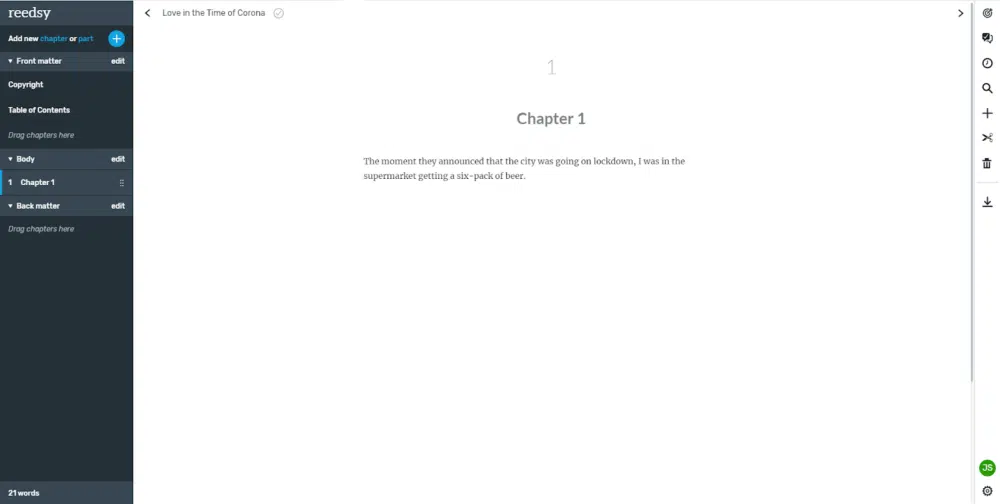 reedsy
Add new chapter or part
Front matter edit
Copyright
Table of Contents
Drag chapters here
Body edit
1 Chapter 1
Back matter edit
Drag chapters here
21 words
Love in the Time of Corona
1
Chapter 1
The moment they announced that the city was going on lockdown, I was in the
supermarket getting a six-pack of beer.
JS